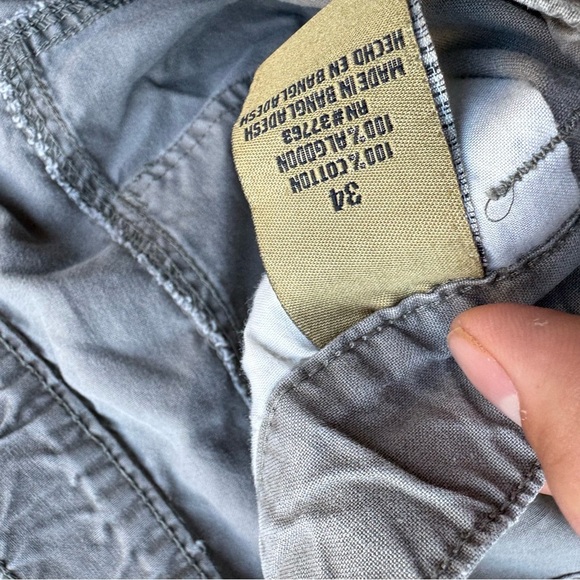 34
100% COTTON
100% ALGODON
RN#37763
MADE IN BANGLADESH
HECHO EN BANGLADESH